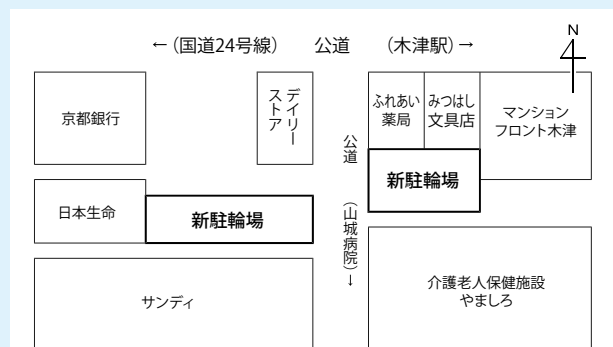 N
←(国道24号線)　公道　(木津駅)→
京都銀行
デイリー
ストア
ふれあい
薬局
みつはし
文具店
マンション
フロント木津
公道　(山城病院)→
新駐輪場
日本生命
新駐輪場
サンディ
介護老人保健施設
やましろ